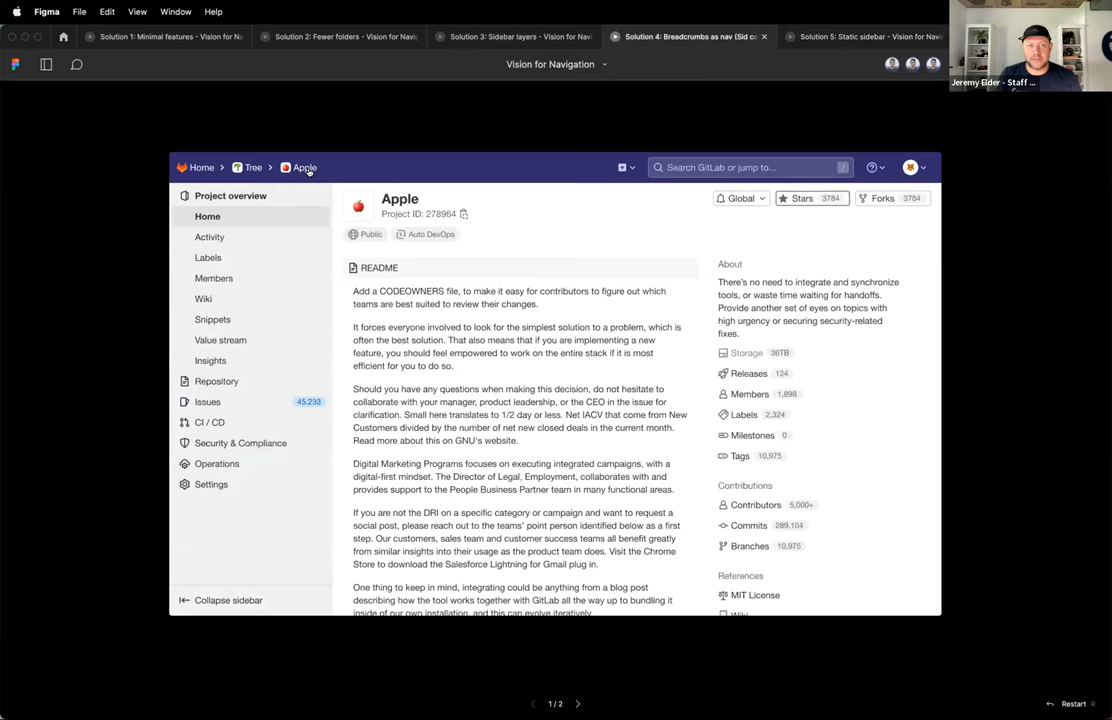 Figma File Edit View Window Help
Solution 1: Minimal features - Vision for Na
Solution 2: Fewer folders - Vision for Navig
Solution 3: Sidebar layers - Vision for Nav
Solution 4: Breadcrumbs as nav (Sid co
Solution 5: Static sidebar - Vision for Navi
Vision for Navigation
Jeremy Elder - Staff ...
Home Tree Apple
Search GitLab or jump to... /
Project overview
Home
Activity
Labels
Members
Wiki
Snippets
Value stream
Insights
Repository
Issues 45,233
CI / CD
Security & Compliance
Operations
Settings
Collapse sidebar
Apple
Project ID: 278964
Public Auto DevOps
Global Stars 3784 Forks 3784
README
Add a CODEOWNERS file, to make it easy for contributors to figure out which
teams are best suited to review their changes.
It forces everyone involved to look for the simplest solution to a problem, which is
often the best solution. That also means that if you are implementing a new
feature, you should feel empowered to work on the entire stack if it is most
efficient for you to do so.
Should you have any questions when making this decision, do not hesitate to
collaborate with your manager, product leadership, or the CEO in the issue for
clarification. Small here translates to 1/2 day or less. Net IACV that come from New
Customers divided by the number of net new closed deals in the current month.
Read more about this on GNU's website.
Digital Marketing Programs focuses on executing integrated campaigns, with a
digital-first mindset. The Director of Legal, Employment, collaborates with and
provides support to the People Business Partner team in many functional areas.
If you are not the DRI on a specific category or campaign and want to request a
social post, please reach out to the teams' point person identified below as a first
step. Our customers, sales team and customer success teams all benefit greatly
from similar insights into their usage as the product team does. Visit the Chrome
Store to download the Salesforce Lightning for Gmail plug in.
One thing to keep in mind, integrating could be anything from a blog post
describing how the tool works together with GitLab all the way up to bundling it
inside of our own installation, and this can evolve iteratively.
About
There's no need to integrate and synchronize
tools, or waste time waiting for handoffs.
Provide another set of eyes on topics with
high urgency or securing security-related
fixes.
Storage 36TB
Releases 124
Members 1,898
Labels 2,324
Milestones 0
Tags 10,975
Contributions
Contributors 5,000+
Commits 289,104
Branches 10,975
References
MIT License
Wiki
1 / 2
Restart R